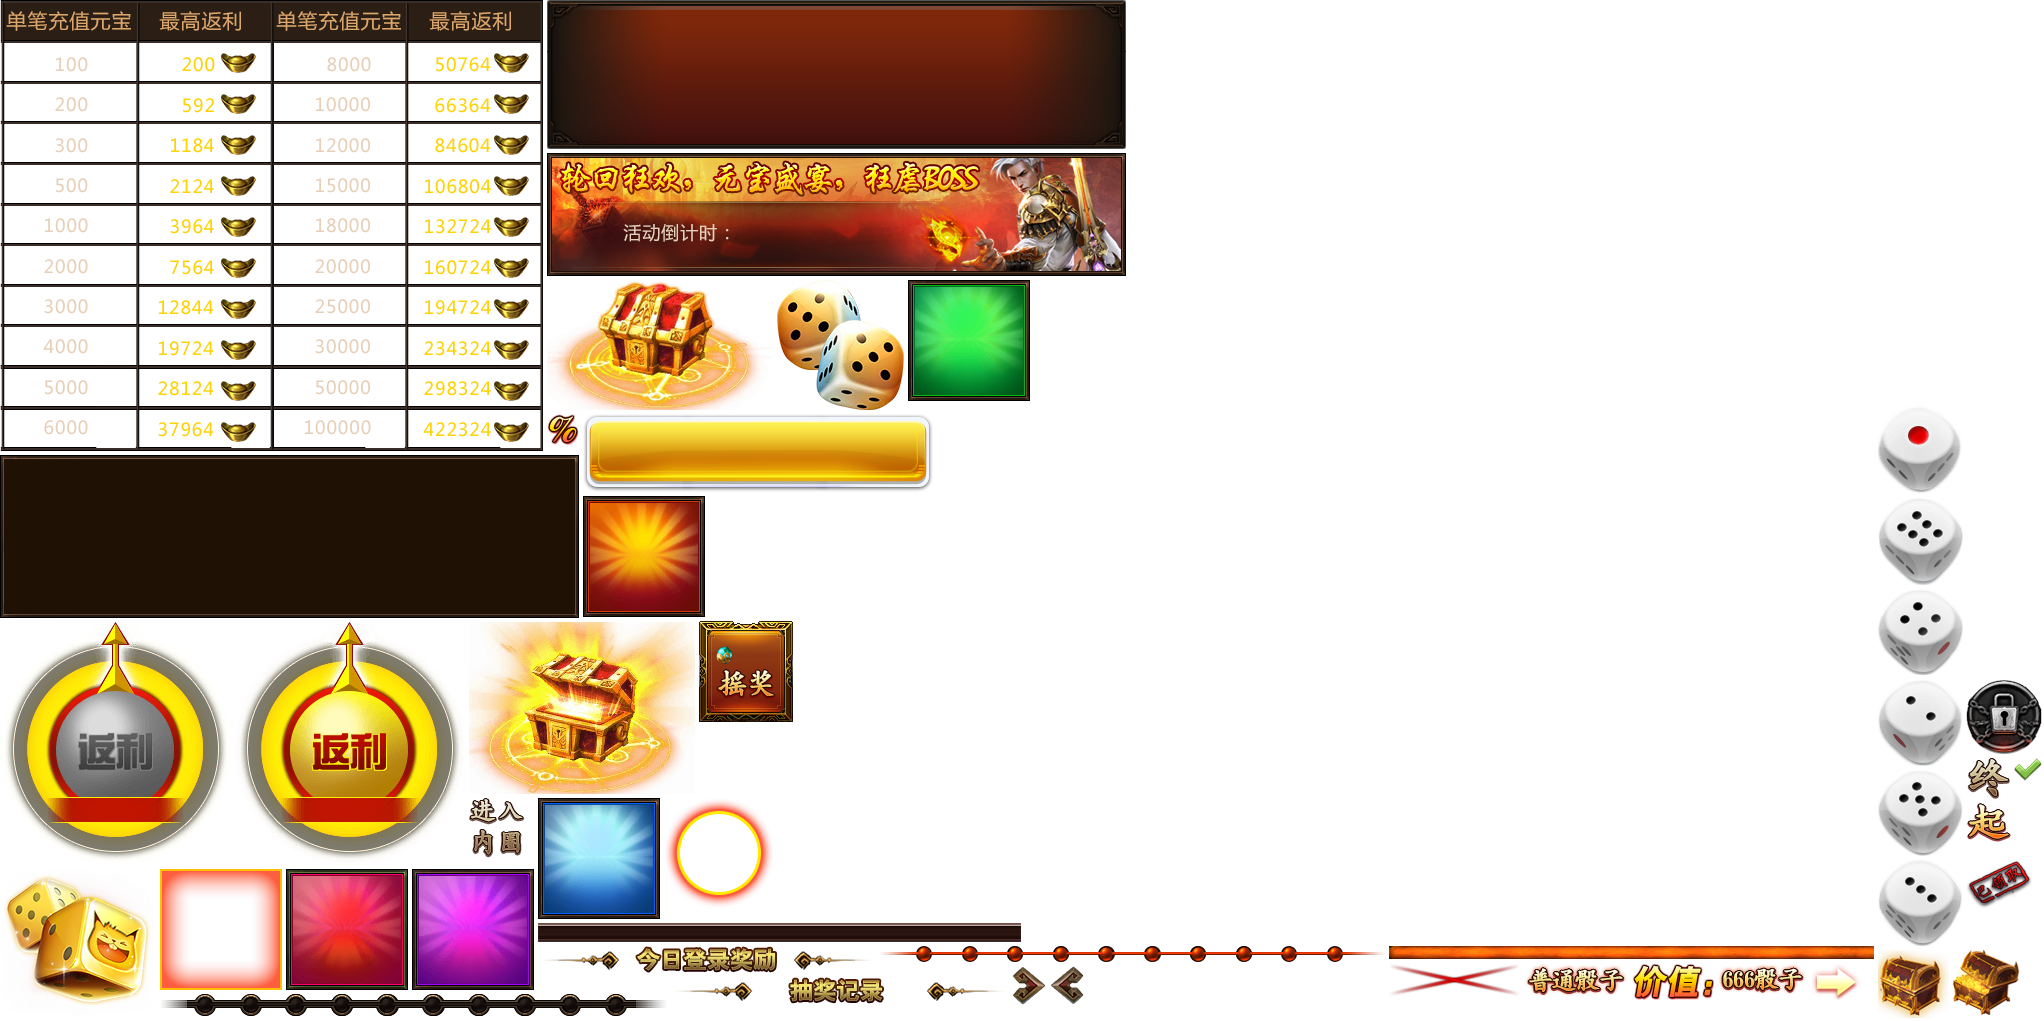 单笔充值元宝 最高返利 单笔充值元宝 最高返利
100 200 8000 50764
200 592 10000 66364
300 1184 12000 84604
500 2124 15000 106804
1000 3964 18000 132724
2000 7564 20000 160724
3000 12844 25000 194724
4000 19724 30000 234324
5000 28124 50000 298324
6000 37964 100000 422324
轮回狂欢，元宝盛宴，狂虐BOSS
活动倒计时：
%
摇奖
返利
返利
进入
内圈
终
起
已领取
今日登录奖励
抽奖记录
普通骰子
价值：
666骰子